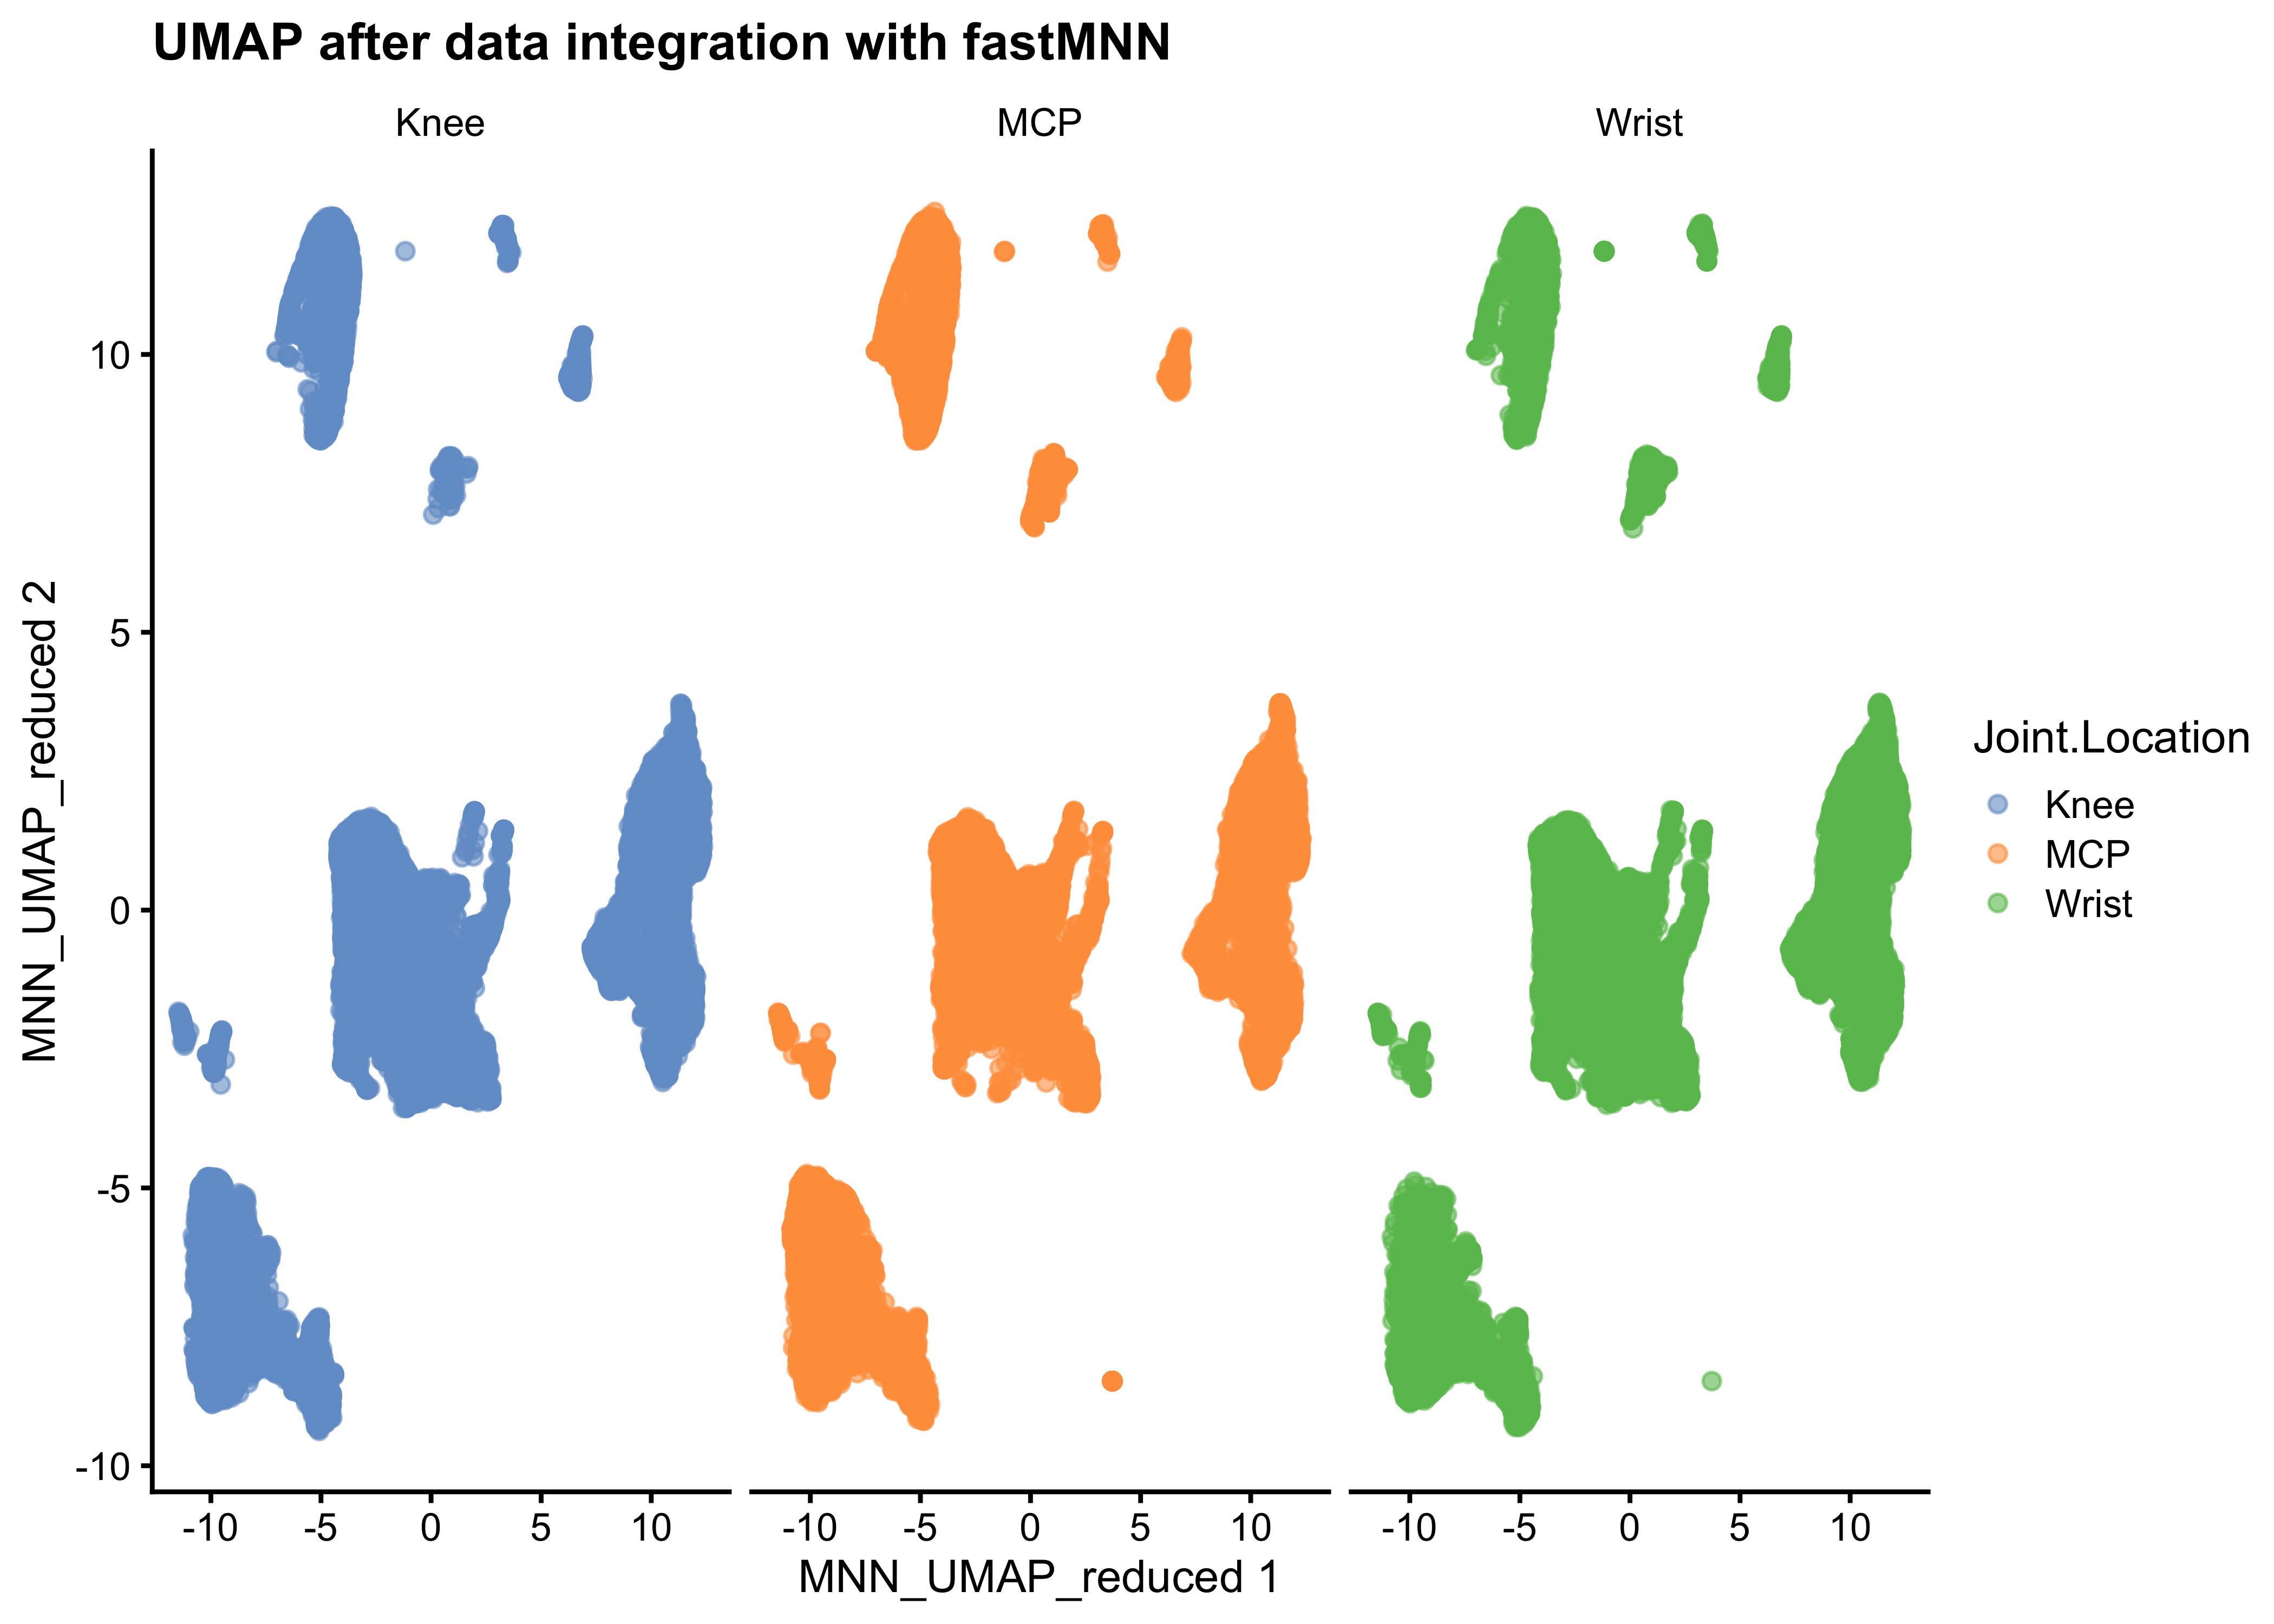 UMAP after data integration with fastMNN
Knee
MCP
Wrist
MNN_UMAP_reduced 2
10
5
0
-5
-10
-10 -5 0 5 10
-10 -5 0 5 10
-10 -5 0 5 10
MNN_UMAP_reduced 1
Joint.Location
Knee
MCP
Wrist